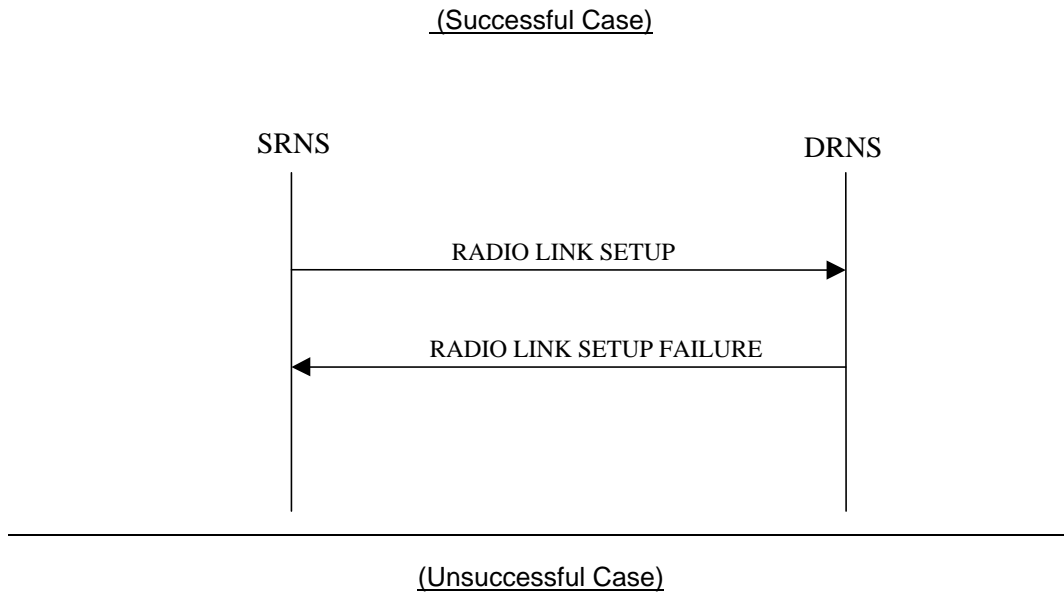 (Successful Case)
SRNS
DRNS
RADIO LINK SETUP
RADIO LINK SETUP FAILURE
(Unsuccessful Case)